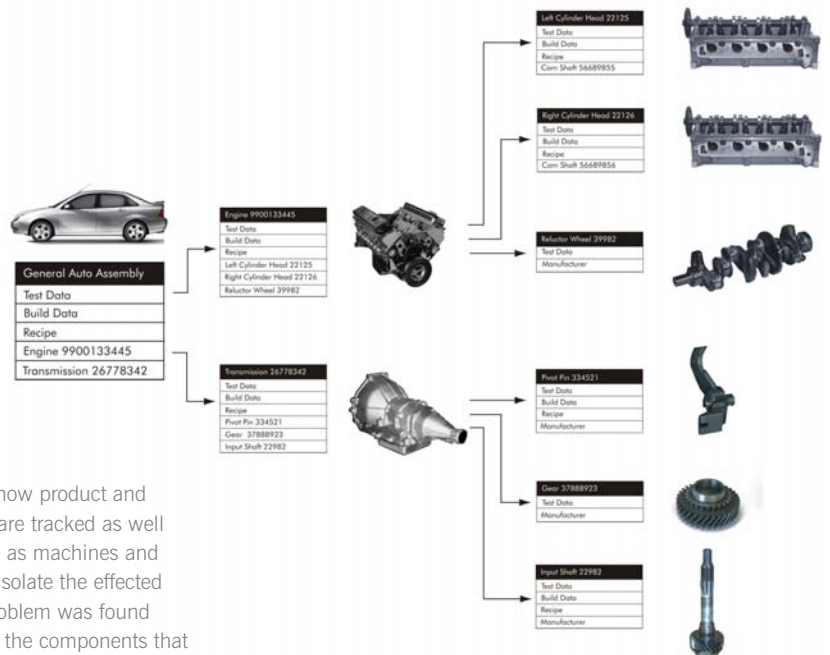 Left Cylinder Head 22125
Test Data
Build Data
Recipe
Cam Shaft 56689855
Right Cylinder Head 22126
Test Data
Build Data
Recipe
Cam Shaft 56689856
Engine 9900133445
Test Data
Build Data
Recipe
Left Cylinder Head 22125
Right Cylinder Head 22126
Reluctor Wheel 39982
Reluctor Wheel 39982
Test Data
Manufacturer
General Auto Assembly
Test Data
Build Data
Recipe
Engine 9900133445
Transmission 26778342
Transmission 26778342
Test Data
Build Data
Recipe
Pivot Pin 334521
Gear 37888923
Input Shaft 22982
Pivot Pin 334521
Test Data
Build Data
Recipe
Manufacturer
Gear 37888923
Test Data
Manufacturer
Input Shaft 22982
Test Data
Build Data
Recipe
Manufacturer
now product and
are tracked as well
as machines and
isolate the effected
oblem was found
the components that